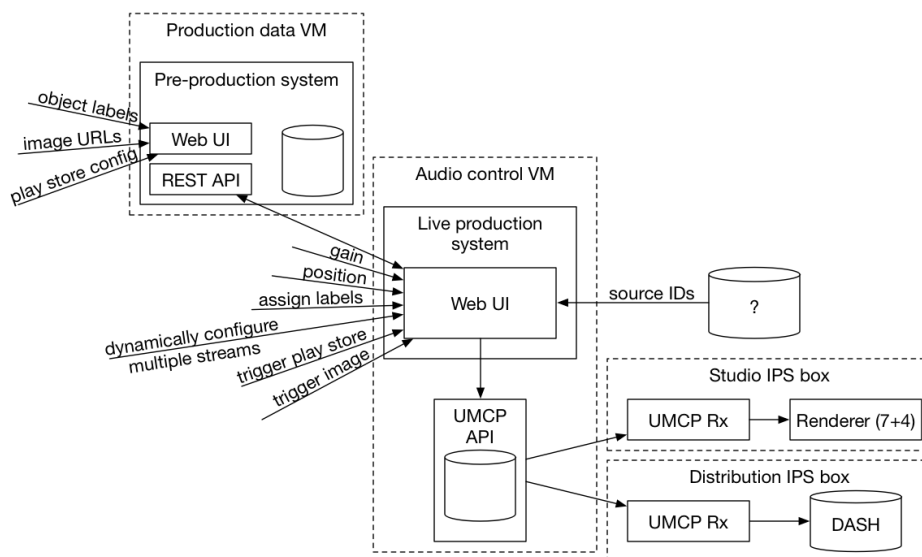 Production data VM
Pre-production system
object labels
image URLs
play store config
Web UI
REST API
Audio control VM
Live production
system
gain
position
assign labels
dynamically configure
multiple streams
trigger play store
trigger image
Web UI
source IDs
?
UMCP
API
Studio IPS box
UMCP Rx
Renderer (7+4)
Distribution IPS box
UMCP Rx
DASH